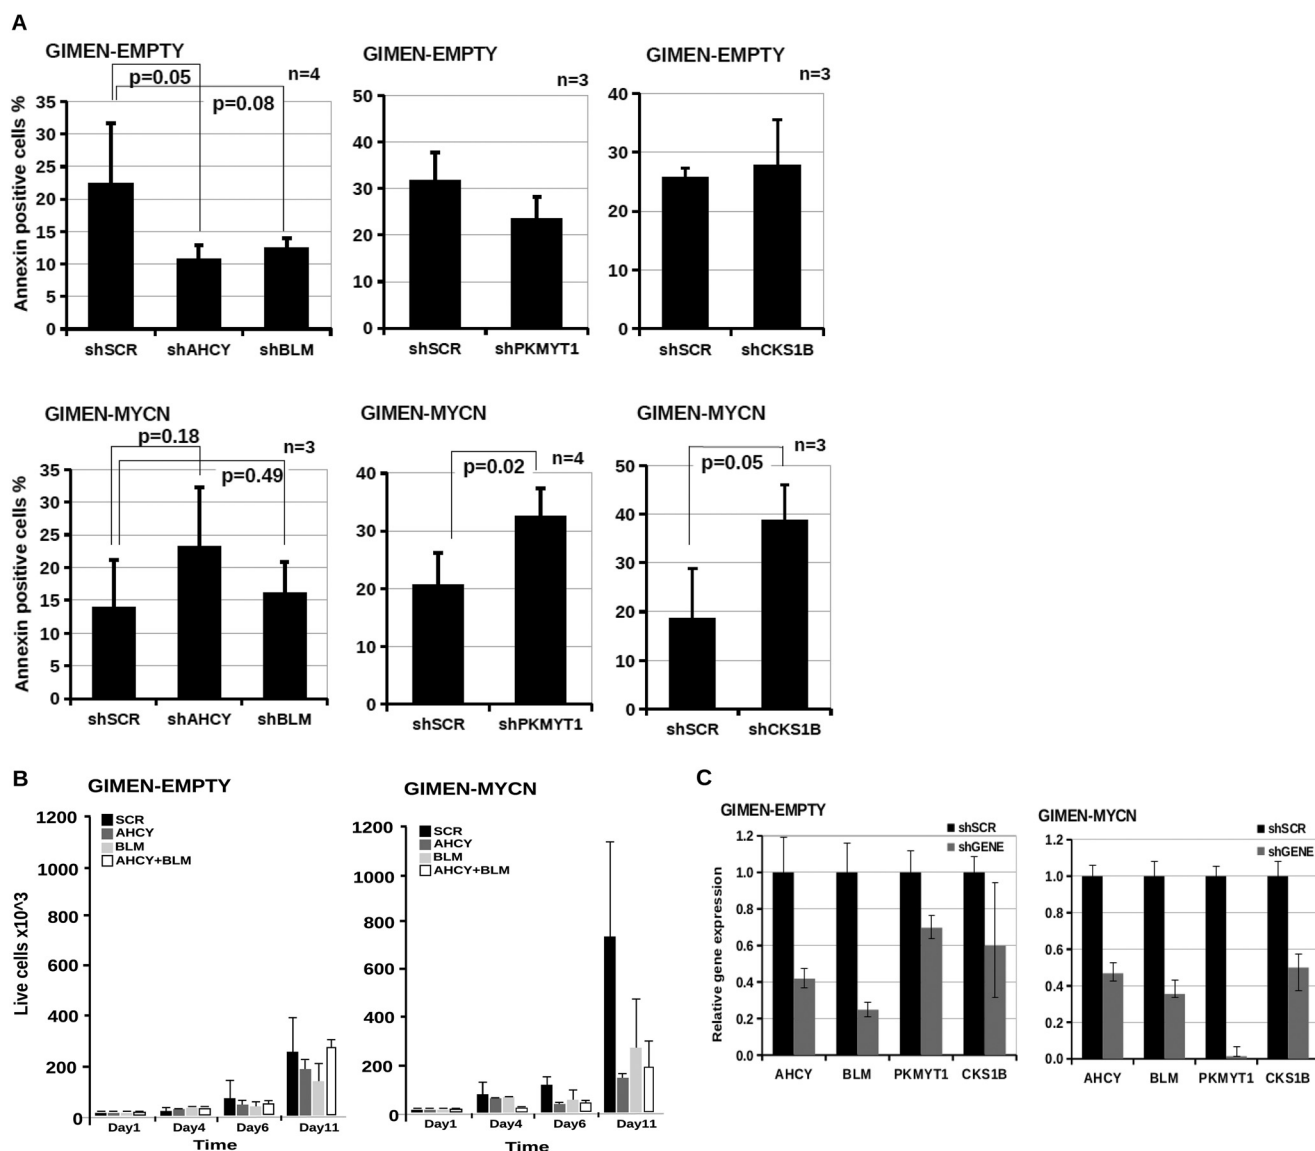 A
GIMEN-EMPTY
p=0.05
n=4
p=0.08
Annexin positive cells %
35
30
25
20
15
10
5
0
shSCR shAHCY shBLM
GIMEN-EMPTY
n=3
50
40
30
20
10
0
shSCR shPKMYT1
GIMEN-EMPTY
n=3
40
30
20
10
0
shSCR shCKS1B
GIMEN-MYCN
p=0.18
n=3
p=0.49
Annexin positive cells %
35
30
25
20
15
10
5
0
shSCR shAHCY shBLM
GIMEN-MYCN
n=4
p=0.02
40
30
20
10
0
shSCR shPKMYT1
GIMEN-MYCN
n=3
p=0.05
50
40
30
20
10
0
shSCR shCKS1B
B
GIMEN-EMPTY
SCR
AHCY
BLM
AHCY+BLM
Live cells x10^3
1200
1000
800
600
400
200
0
Day1 Day4 Day6 Day11
Time
GIMEN-MYCN
SCR
AHCY
BLM
AHCY+BLM
1200
1000
800
600
400
200
0
Day1 Day4 Day6 Day11
Time
C
GIMEN-EMPTY
shSCR
shGENE
Relative gene expression
1.2
1.0
0.8
0.6
0.4
0.2
0.0
AHCY BLM PKMYT1 CKS1B
GIMEN-MYCN
shSCR
shGENE
1.2
1.0
0.8
0.6
0.4
0.2
0.0
AHCY BLM PKMYT1 CKS1B